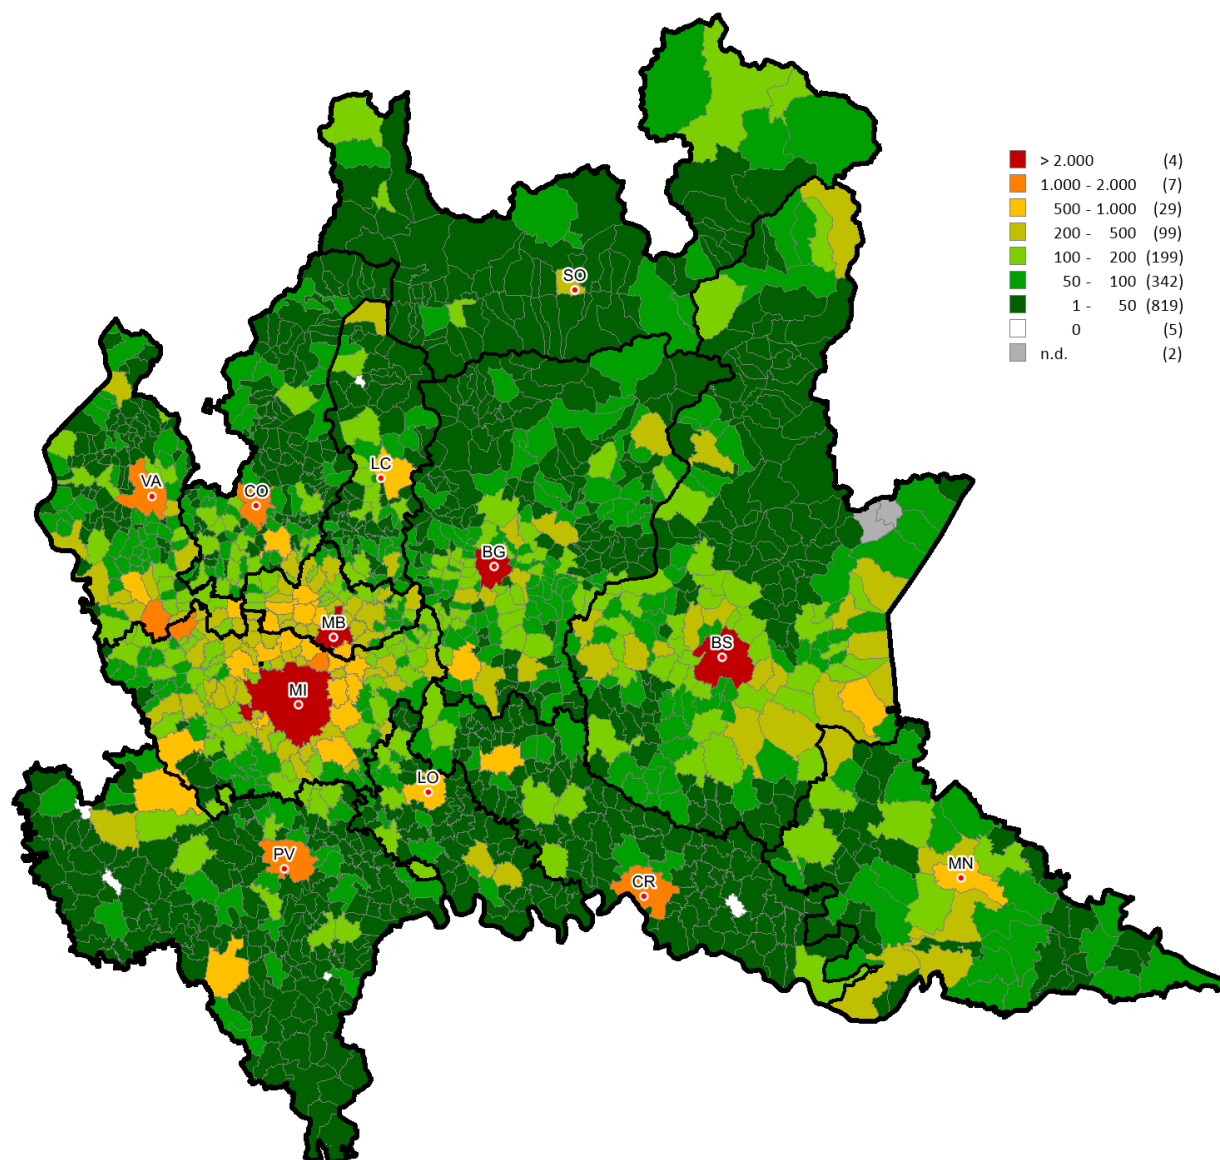 > 2.000 (4)
1.000 - 2.000 (7)
500 - 1.000 (29)
200 - 500 (99)
100 - 200 (199)
50 - 100 (342)
1 - 50 (819)
0 (5)
n.d. (2)
SO
LC
VA
CO
BG
MB
BS
MI
LO
PV
CR
MN